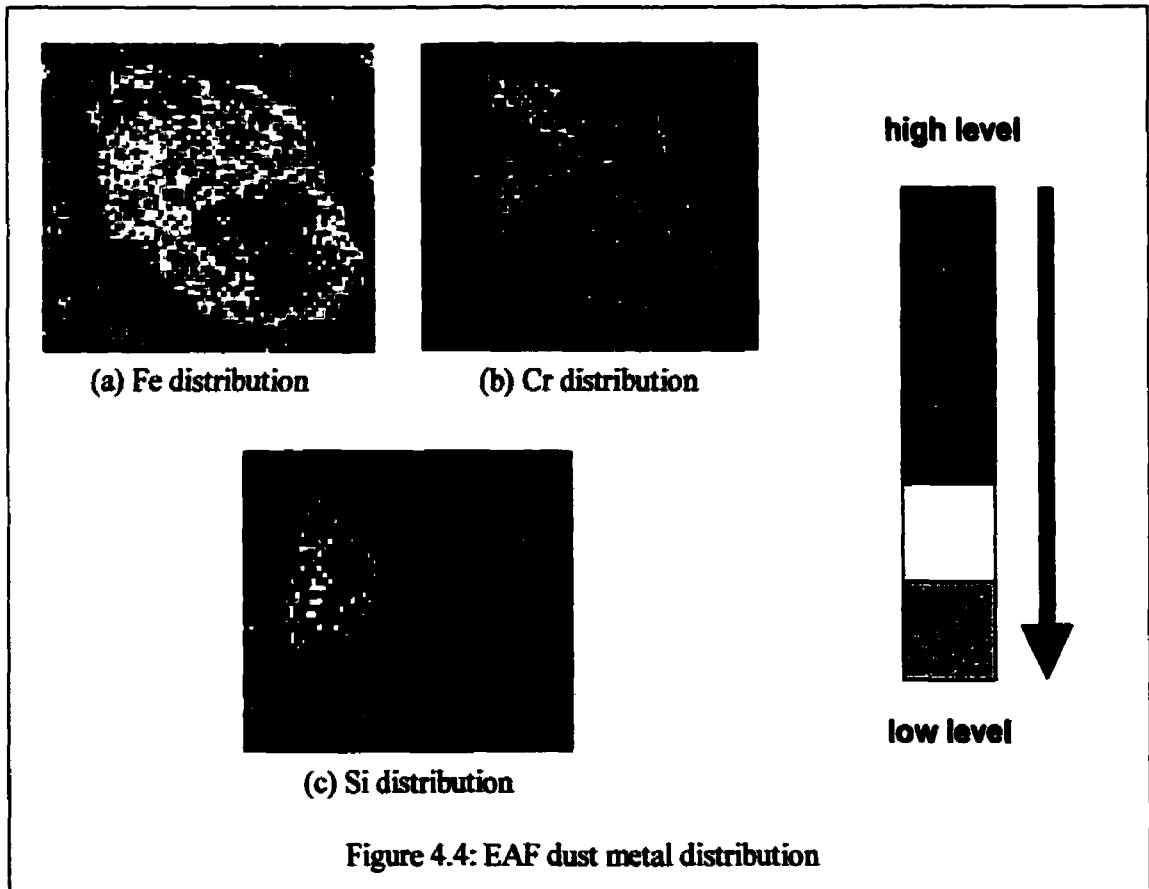 high level
(a) Fe distribution
(b) Cr distribution
low level
(c) Si distribution
Figure 4.4: EAF dust metal distribution